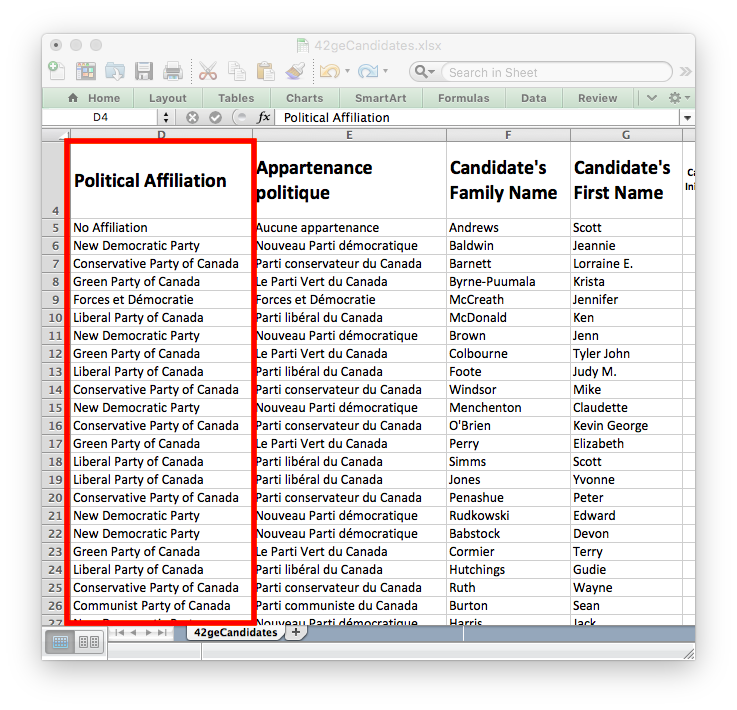 42geCandidates.xlsx
Search in Sheet
Home Layout Tables Charts SmartArt Formulas Data Review
D4 fx Political Affiliation
D E F G
4 Political Affiliation Appartenance politique Candidate's Family Name Candidate's First Name
5 No Affiliation Aucune appartenance Andrews Scott
6 New Democratic Party Nouveau Parti démocratique Baldwin Jeannie
7 Conservative Party of Canada Parti conservateur du Canada Barnett Lorraine E.
8 Green Party of Canada Le Parti Vert du Canada Byrne-Puumala Krista
9 Forces et Démocratie Forces et Démocratie McCreath Jennifer
10 Liberal Party of Canada Parti libéral du Canada McDonald Ken
11 New Democratic Party Nouveau Parti démocratique Brown Jenn
12 Green Party of Canada Le Parti Vert du Canada Colbourne Tyler John
13 Liberal Party of Canada Parti libéral du Canada Foote Judy M.
14 Conservative Party of Canada Parti conservateur du Canada Windsor Mike
15 New Democratic Party Nouveau Parti démocratique Menchenton Claudette
16 Conservative Party of Canada Parti conservateur du Canada O'Brien Kevin George
17 Green Party of Canada Le Parti Vert du Canada Perry Elizabeth
18 Liberal Party of Canada Parti libéral du Canada Simms Scott
19 Liberal Party of Canada Parti libéral du Canada Jones Yvonne
20 Conservative Party of Canada Parti conservateur du Canada Penashue Peter
21 New Democratic Party Nouveau Parti démocratique Rudkowski Edward
22 New Democratic Party Nouveau Parti démocratique Babstock Devon
23 Green Party of Canada Le Parti Vert du Canada Cormier Terry
24 Liberal Party of Canada Parti libéral du Canada Hutchings Gudie
25 Conservative Party of Canada Parti conservateur du Canada Ruth Wayne
26 Communist Party of Canada Parti communiste du Canada Burton Sean
27 New Democratic Party Nouveau Parti démocratique Harris Jack
42geCandidates +